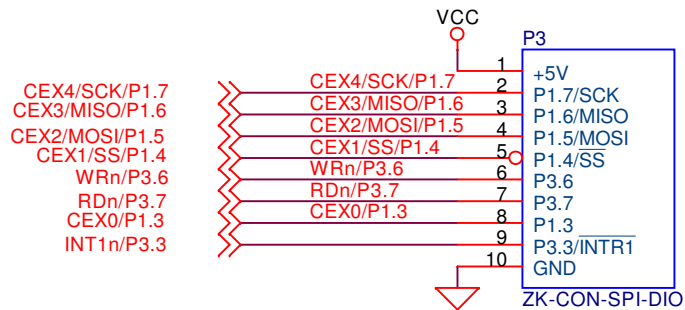 VCC
P3
1 +5V
CEX4/SCK/P1.7 CEX4/SCK/P1.7 2 P1.7/SCK
CEX3/MISO/P1.6 CEX3/MISO/P1.6 3 P1.6/MISO
CEX2/MOSI/P1.5 CEX2/MOSI/P1.5 4 P1.5/MOSI
CEX1/SS/P1.4 CEX1/SS/P1.4 5 P1.4/SS
WRn/P3.6 WRn/P3.6 6 P3.6
RDn/P3.7 RDn/P3.7 7 P3.7
CEX0/P1.3 CEX0/P1.3 8 P1.3
INT1n/P3.3 9 P3.3/INTR1
10 GND
ZK-CON-SPI-DIO